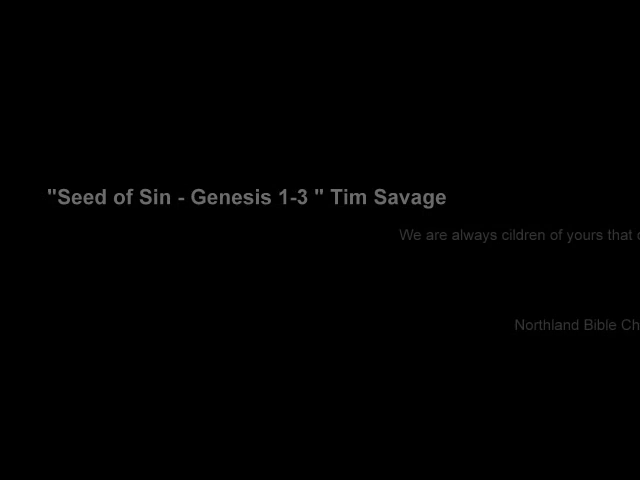 "Seed of Sin - Genesis 1-3 " Tim Savage
We are always cildren of yours that
Northland Bible Ch